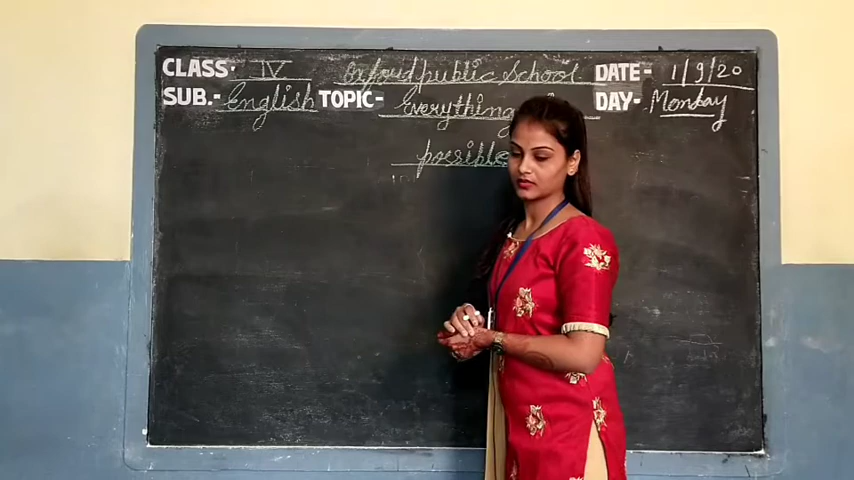 CLASS - IV Oxford public School DATE - 1/9/20
SUB. - English TOPIC - Everything DAY - Monday
possible